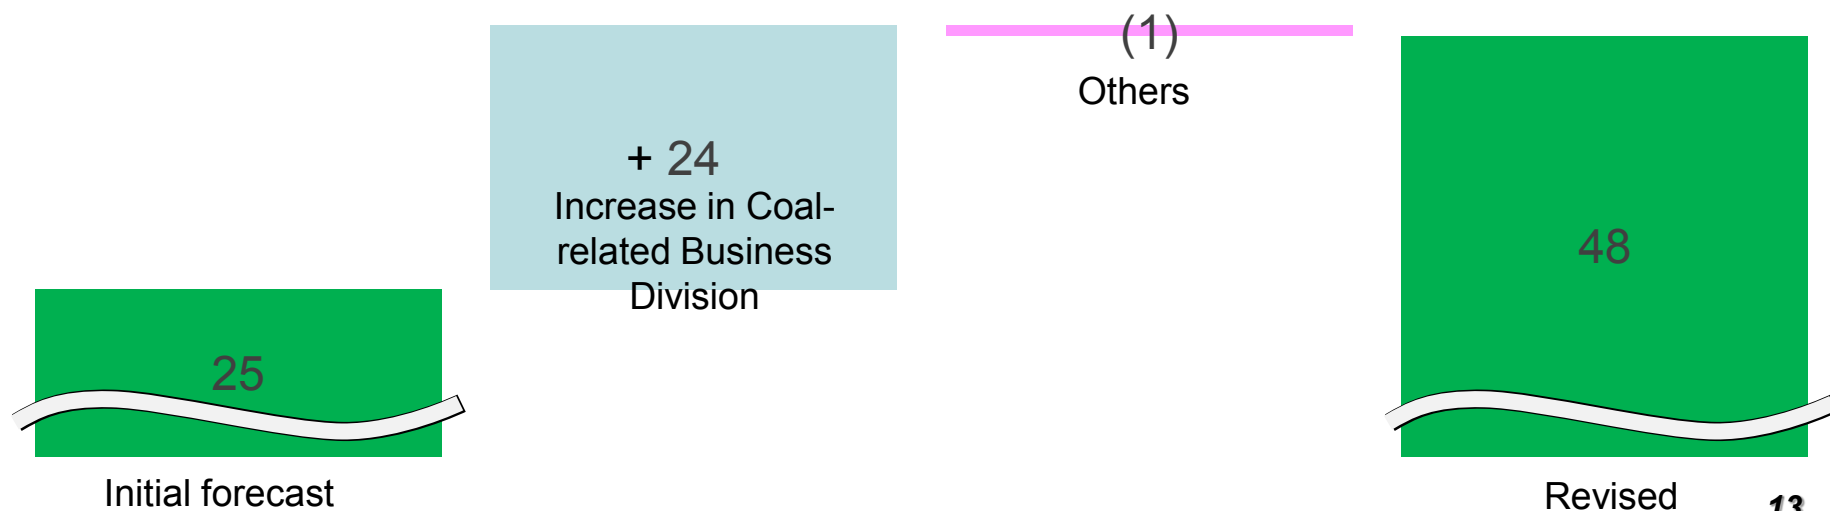 (1)
Others
+ 24
Increase in Coal-
related Business
Division
48
25
Initial forecast
Revised
13